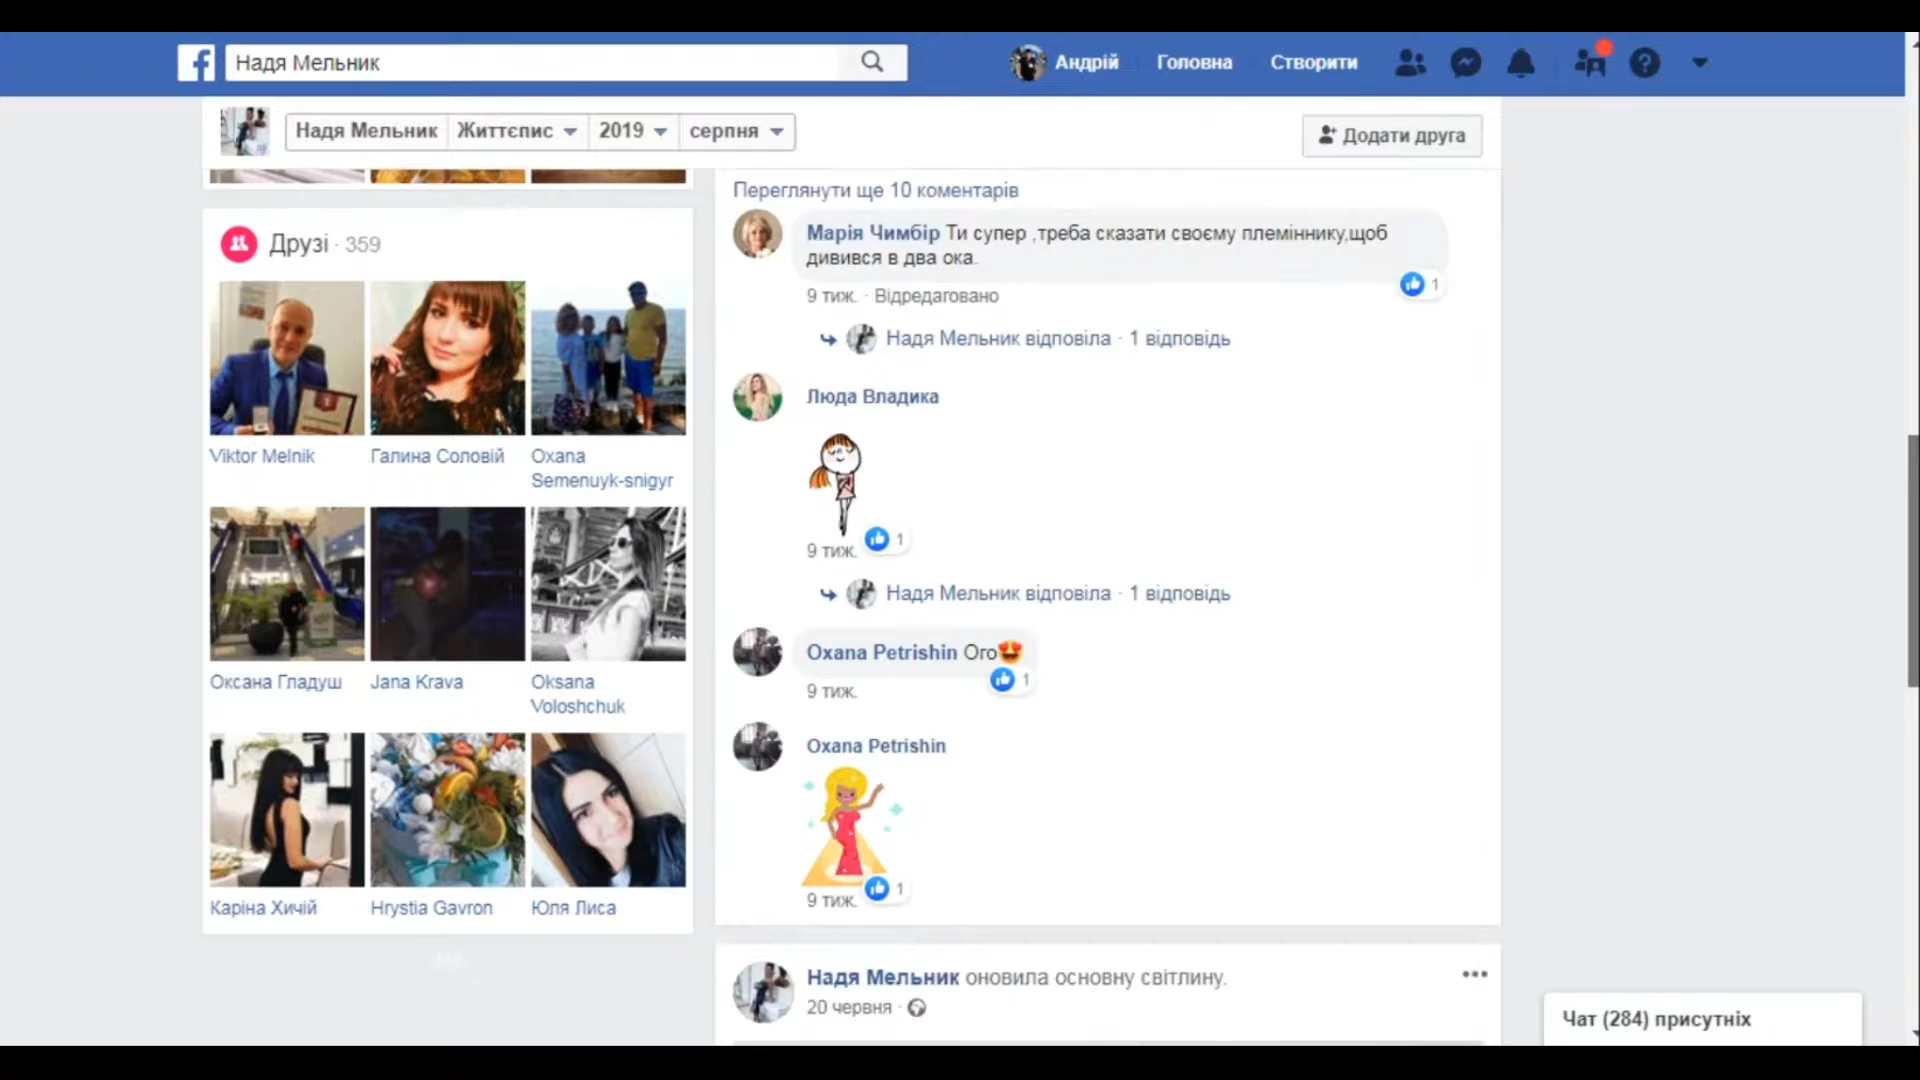 Надя Мельник
Андрій
Головна
Створити
Надя Мельник
Життєпис
2019
серпня
Додати друга
Друзі · 359
Viktor Melnik
Галина Соловій
Oxana
Semenuyk-snigyr
Оксана Гладуш
Jana Krava
Oksana
Voloshchuk
Каріна Хичій
Hrystia Gavron
Юля Лиса
Переглянути ще 10 коментарів
Марія Чимбір Ти супер ,треба сказати своєму племіннику,щоб
дивився в два ока.
1
9 тиж. · Відредаговано
Надя Мельник відповіла · 1 відповідь
Люда Владика
1
9 тиж.
Надя Мельник відповіла · 1 відповідь
Oxana Petrishin Ого😍
1
9 тиж.
Oxana Petrishin
1
9 тиж.
Надя Мельник оновила основну світлину.
20 червня ·
Чат (284) присутніх